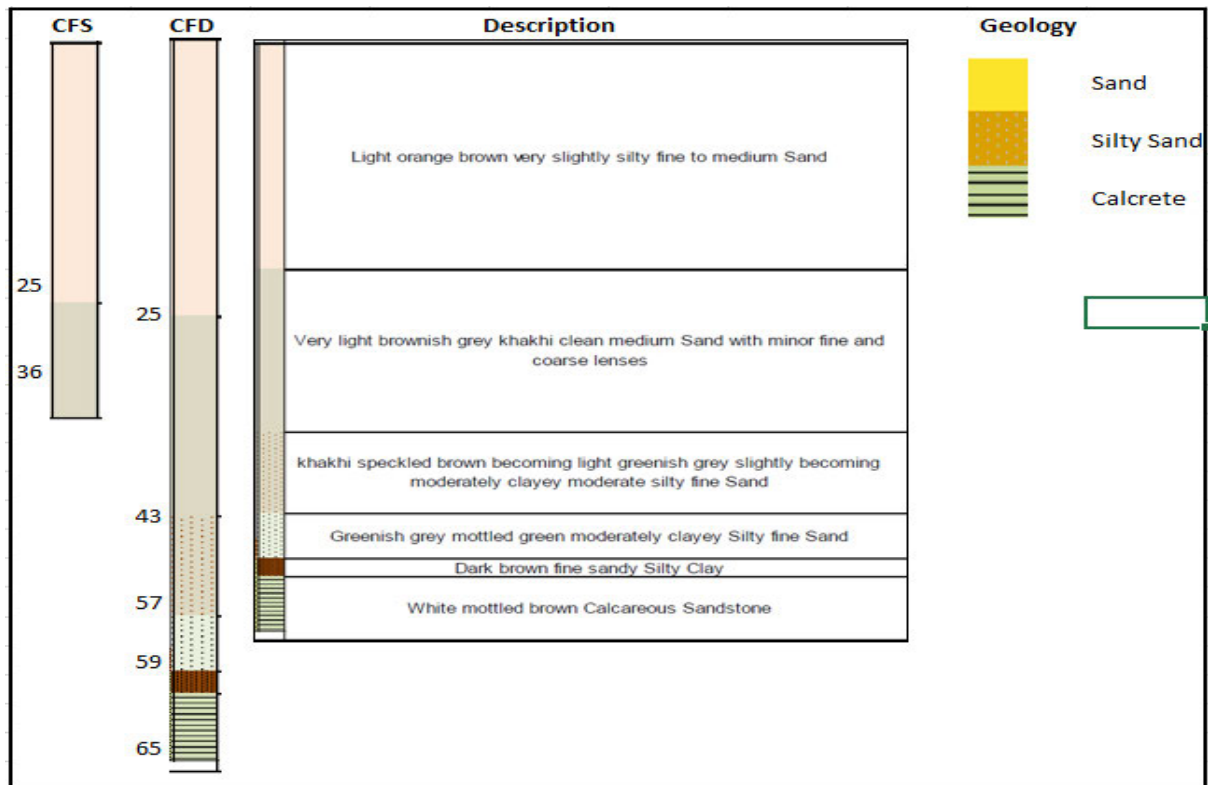 CFS CFD Description Geology
Sand
Silty Sand
Calcrete
Light orange brown very slightly silty fine to medium Sand
25
25
Very light brownish grey khakhi clean medium Sand with minor fine and
coarse lenses
36
khakhi speckled brown becoming light greenish grey slightly becoming
moderately clayey moderate silty fine Sand
43
Greenish grey mottled green moderately clayey Silty fine Sand
Dark brown fine sandy Silty Clay
57
White mottled brown Calcareous Sandstone
59
65